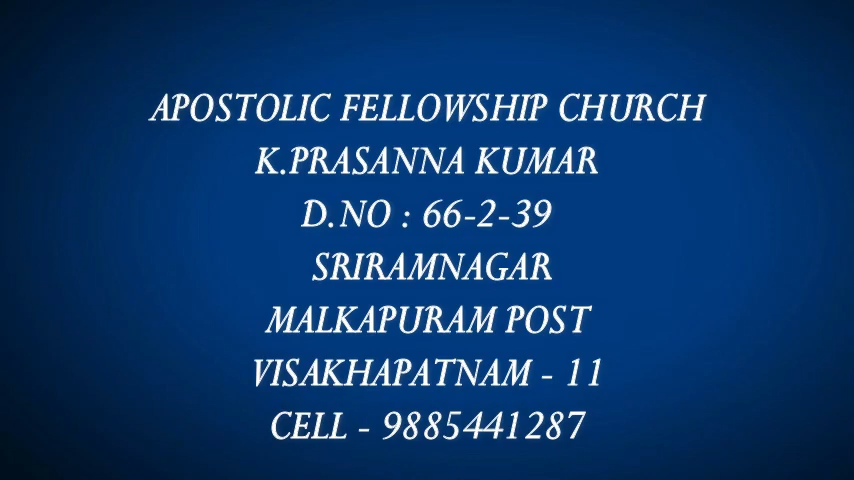 APOSTOLIC FELLOWSHIP CHURCH
K.PRASANNA KUMAR
D.NO : 66-2-39
SRIRAMNAGAR
MALKAPURAM POST
VISAKHAPATNAM - 11
CELL - 9885441287